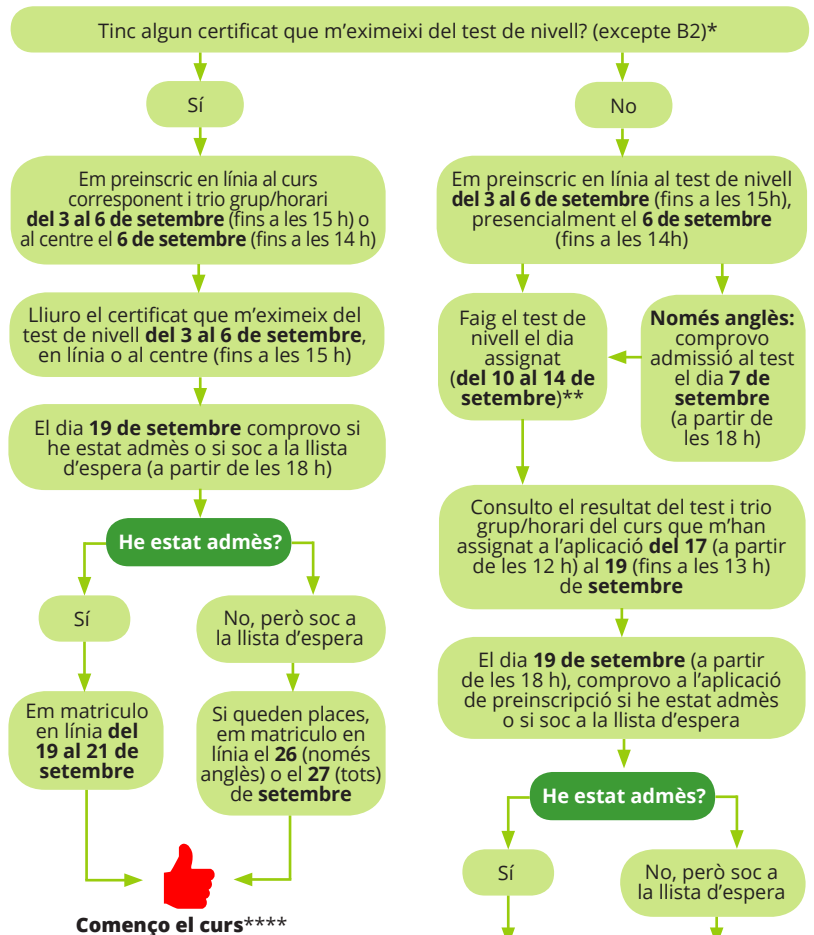 Tinc algun certificat que m'eximeixi del test de nivell? (excepte B2)*
Sí
Em preinscric en línia al curs
corresponent i trio grup/horari
del 3 al 6 de setembre (fins a les 15 h) o
al centre el 6 de setembre (fins a les 14 h)
Lliuro el certificat que m'eximeix del
test de nivell del 3 al 6 de setembre,
en línia o al centre (fins a les 15 h)
El dia 19 de setembre comprovo si
he estat admès o si soc a la llista
d'espera (a partir de les 18 h)
He estat admès?
Sí
Em matriculo
en línia del
19 al 21 de
setembre
No, però soc a
la llista d'espera
Si queden places,
em matriculo en
línia el 26 (només
anglès) o el 27 (tots)
de setembre
Començo el curs****
No
Em preinscric en línia al test de nivell
del 3 al 6 de setembre (fins a les 15h),
presencialment el 6 de setembre
(fins a les 14h)
Faig el test de
nivell el dia
assignat
(del 10 al 14 de
setembre)**
Només anglès:
comprovo
admissió al test
el dia 7 de
setembre
(a partir de
les 18 h)
Consulto el resultat del test i trio
grup/horari del curs que m'han
assignat a l'aplicació del 17 (a partir
de les 12 h) al 19 (fins a les 13 h)
de setembre
El dia 19 de setembre (a partir
de les 18 h), comprovo a l'aplicació
de preinscripció si he estat admès
o si soc a la llista d'espera
He estat admès?
Sí
No, però soc a
la llista d'espera